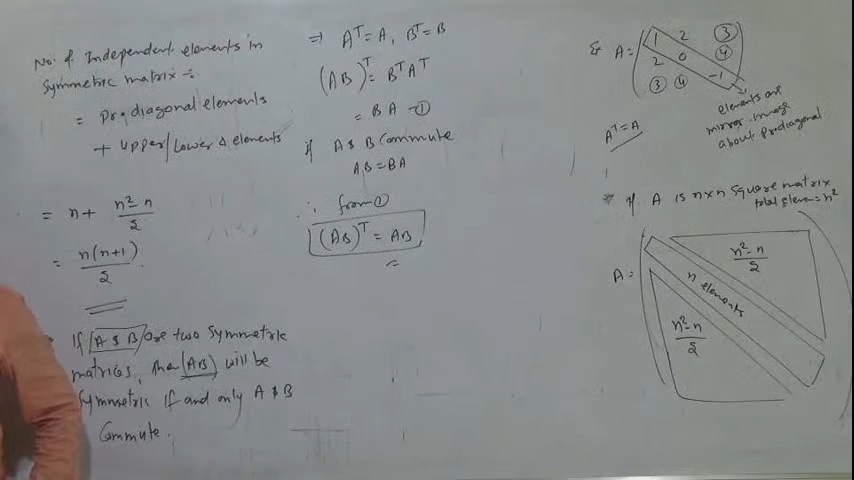 No. of Independent elements in
Symmetric matrix ÷
= Pr. diagonal elements
+ Upper/Lower Δ elements
= n + n² - n / 2
= n(n+1) / 2
If A & B are two symmetric
matrices, then (AB) will be
symmetric if and only A & B
Commute.
⇒ Aᵀ = A, Bᵀ = B
(AB)ᵀ = BᵀAᵀ
= BA - ①
if A & B Commute
AB = BA
∴ from ①
(AB)ᵀ = AB
A =
1 2 3
2 0 4
3 4 -1
Aᵀ = A
elements are
mirror image
about pr.diagonal
* If A is n×n square matrix
total elem = n²
A =
n² - n / 2
n elements
n² - n / 2